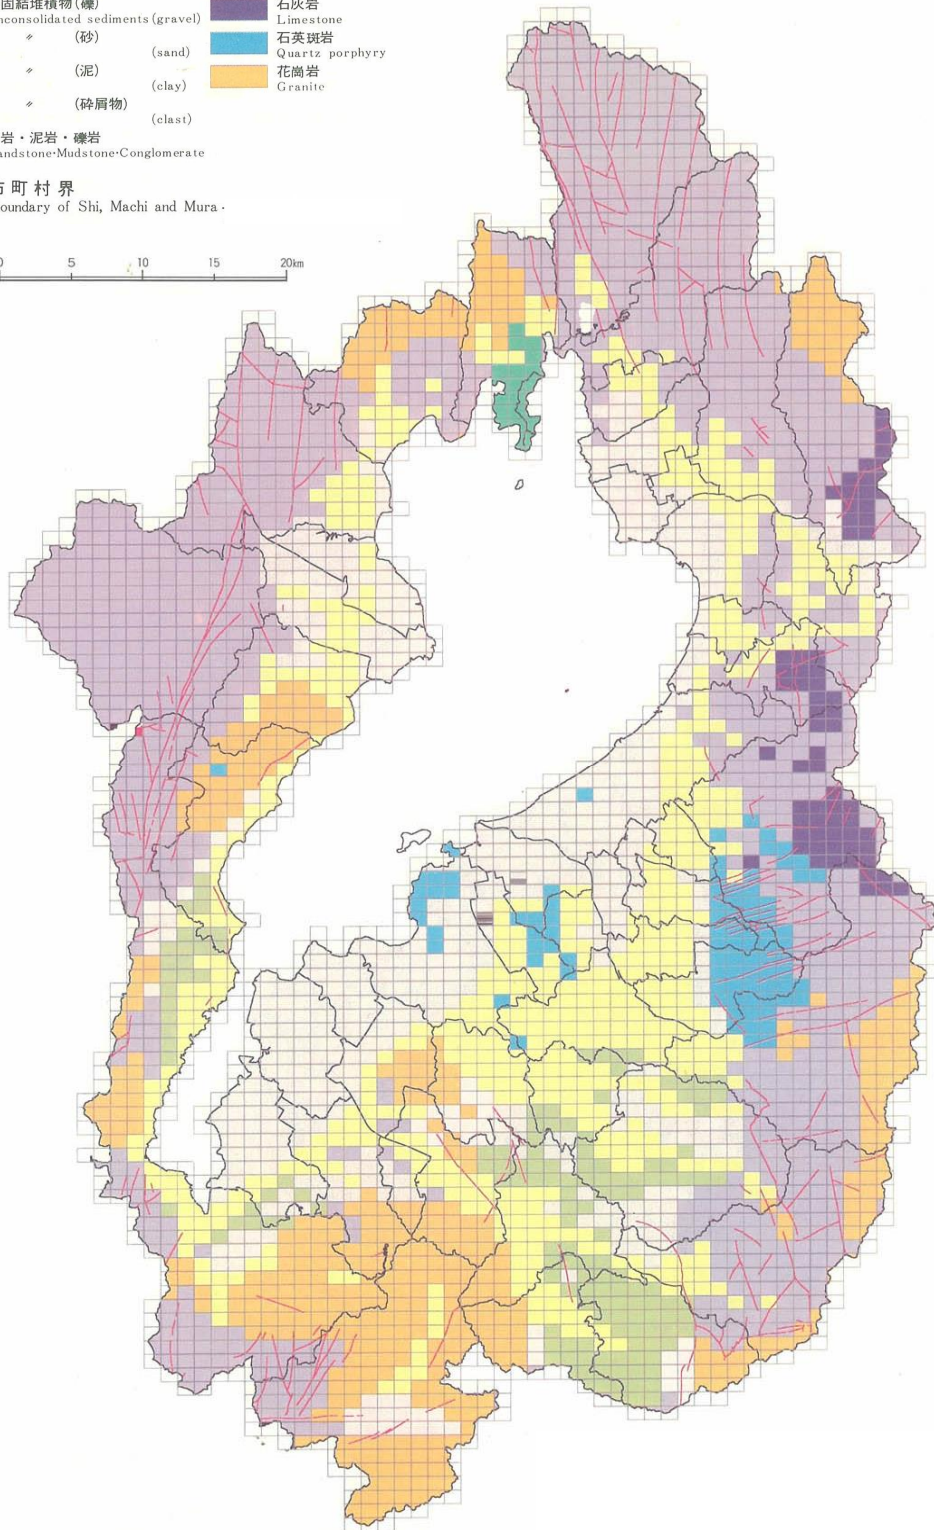 固結堆積物(礫)
nconsolidated sediments (gravel)
〃 (砂)
(sand)
〃 (泥)
(clay)
〃 (砕屑物)
(clast)
岩・泥岩・礫岩
andstone·Mudstone·Conglomerate
市町村界
oundary of Shi, Machi and Mura
石灰岩
Limestone
石英斑岩
Quartz porphyry
花崗岩
Granite
0 5 10 15 20km